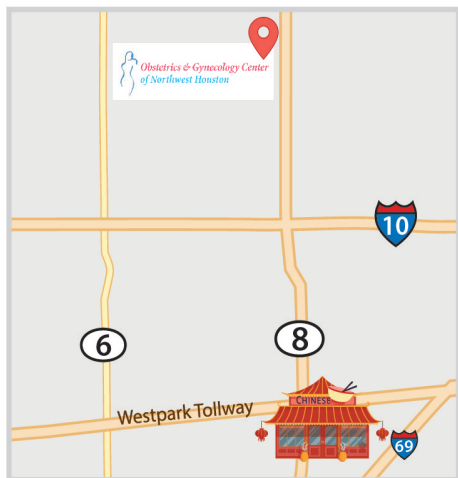 Obstetrics & Gynecology Center
of Northwest Houston
10
6
8
Westpark Tollway
CHINESE
69